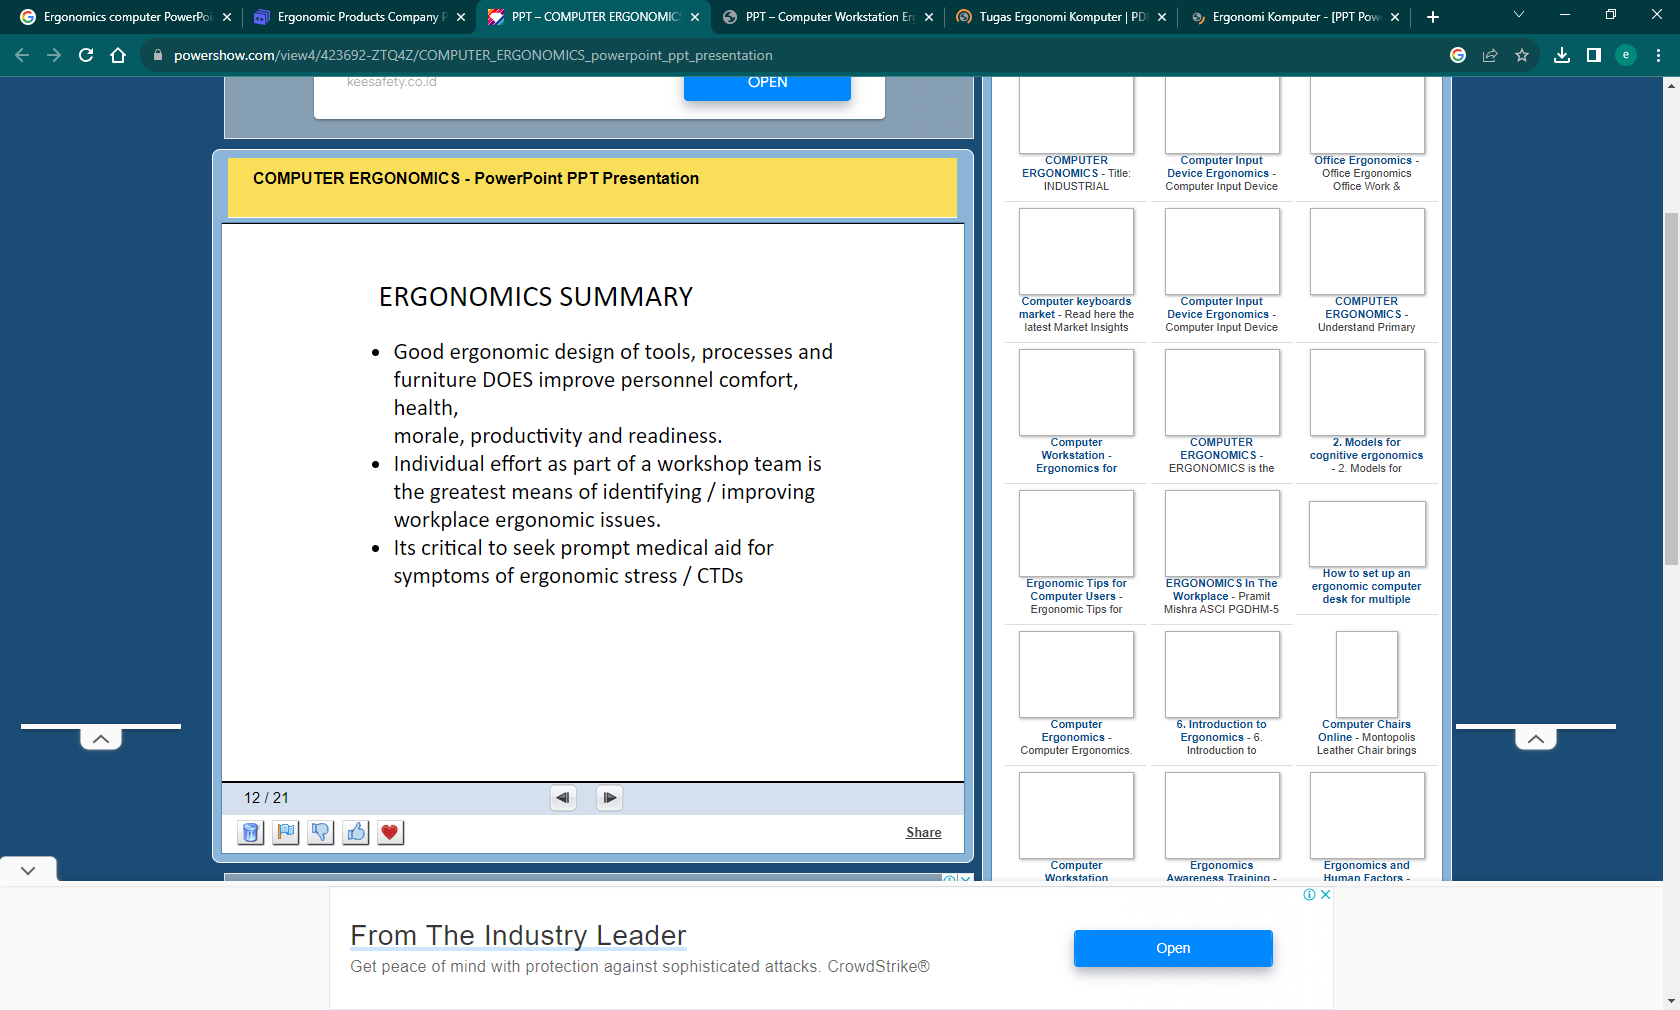 Ergonomics computer PowerPoi
Ergonomic Products Company P
PPT – COMPUTER ERGONOMICS
PPT – Computer Workstation Erg
Tugas Ergonomi Komputer | PDF
Ergonomi Komputer - [PPT Powe
powershow.com/view4/423692-ZTQ4Z/COMPUTER_ERGONOMICS_powerpoint_ppt_presentation
e
keesafety.co.id
OPEN
COMPUTER ERGONOMICS - PowerPoint PPT Presentation
ERGONOMICS SUMMARY
• Good ergonomic design of tools, processes and
furniture DOES improve personnel comfort,
health,
morale, productivity and readiness.
• Individual effort as part of a workshop team is
the greatest means of identifying / improving
workplace ergonomic issues.
• Its critical to seek prompt medical aid for
symptoms of ergonomic stress / CTDs
12 / 21
Share
COMPUTER
ERGONOMICS - Title:
INDUSTRIAL
Computer Input
Device Ergonomics -
Computer Input Device
Office Ergonomics -
Office Ergonomics
Office Work &
Computer keyboards
market - Read here the
latest Market Insights
Computer Input
Device Ergonomics -
Computer Input Device
COMPUTER
ERGONOMICS -
Understand Primary
Computer
Workstation -
Ergonomics for
COMPUTER
ERGONOMICS -
ERGONOMICS is the
2. Models for
cognitive ergonomics
- 2. Models for
Ergonomic Tips for
Computer Users -
Ergonomic Tips for
ERGONOMICS In The
Workplace - Pramit
Mishra ASCI PGDHM-5
How to set up an
ergonomic computer
desk for multiple
Computer
Ergonomics -
Computer Ergonomics.
6. Introduction to
Ergonomics - 6.
Introduction to
Computer Chairs
Online - Montopolis
Leather Chair brings
Computer
Workstation
Ergonomics
Awareness Training -
Ergonomics and
Human Factors -
From The Industry Leader
Get peace of mind with protection against sophisticated attacks. CrowdStrike®
Open